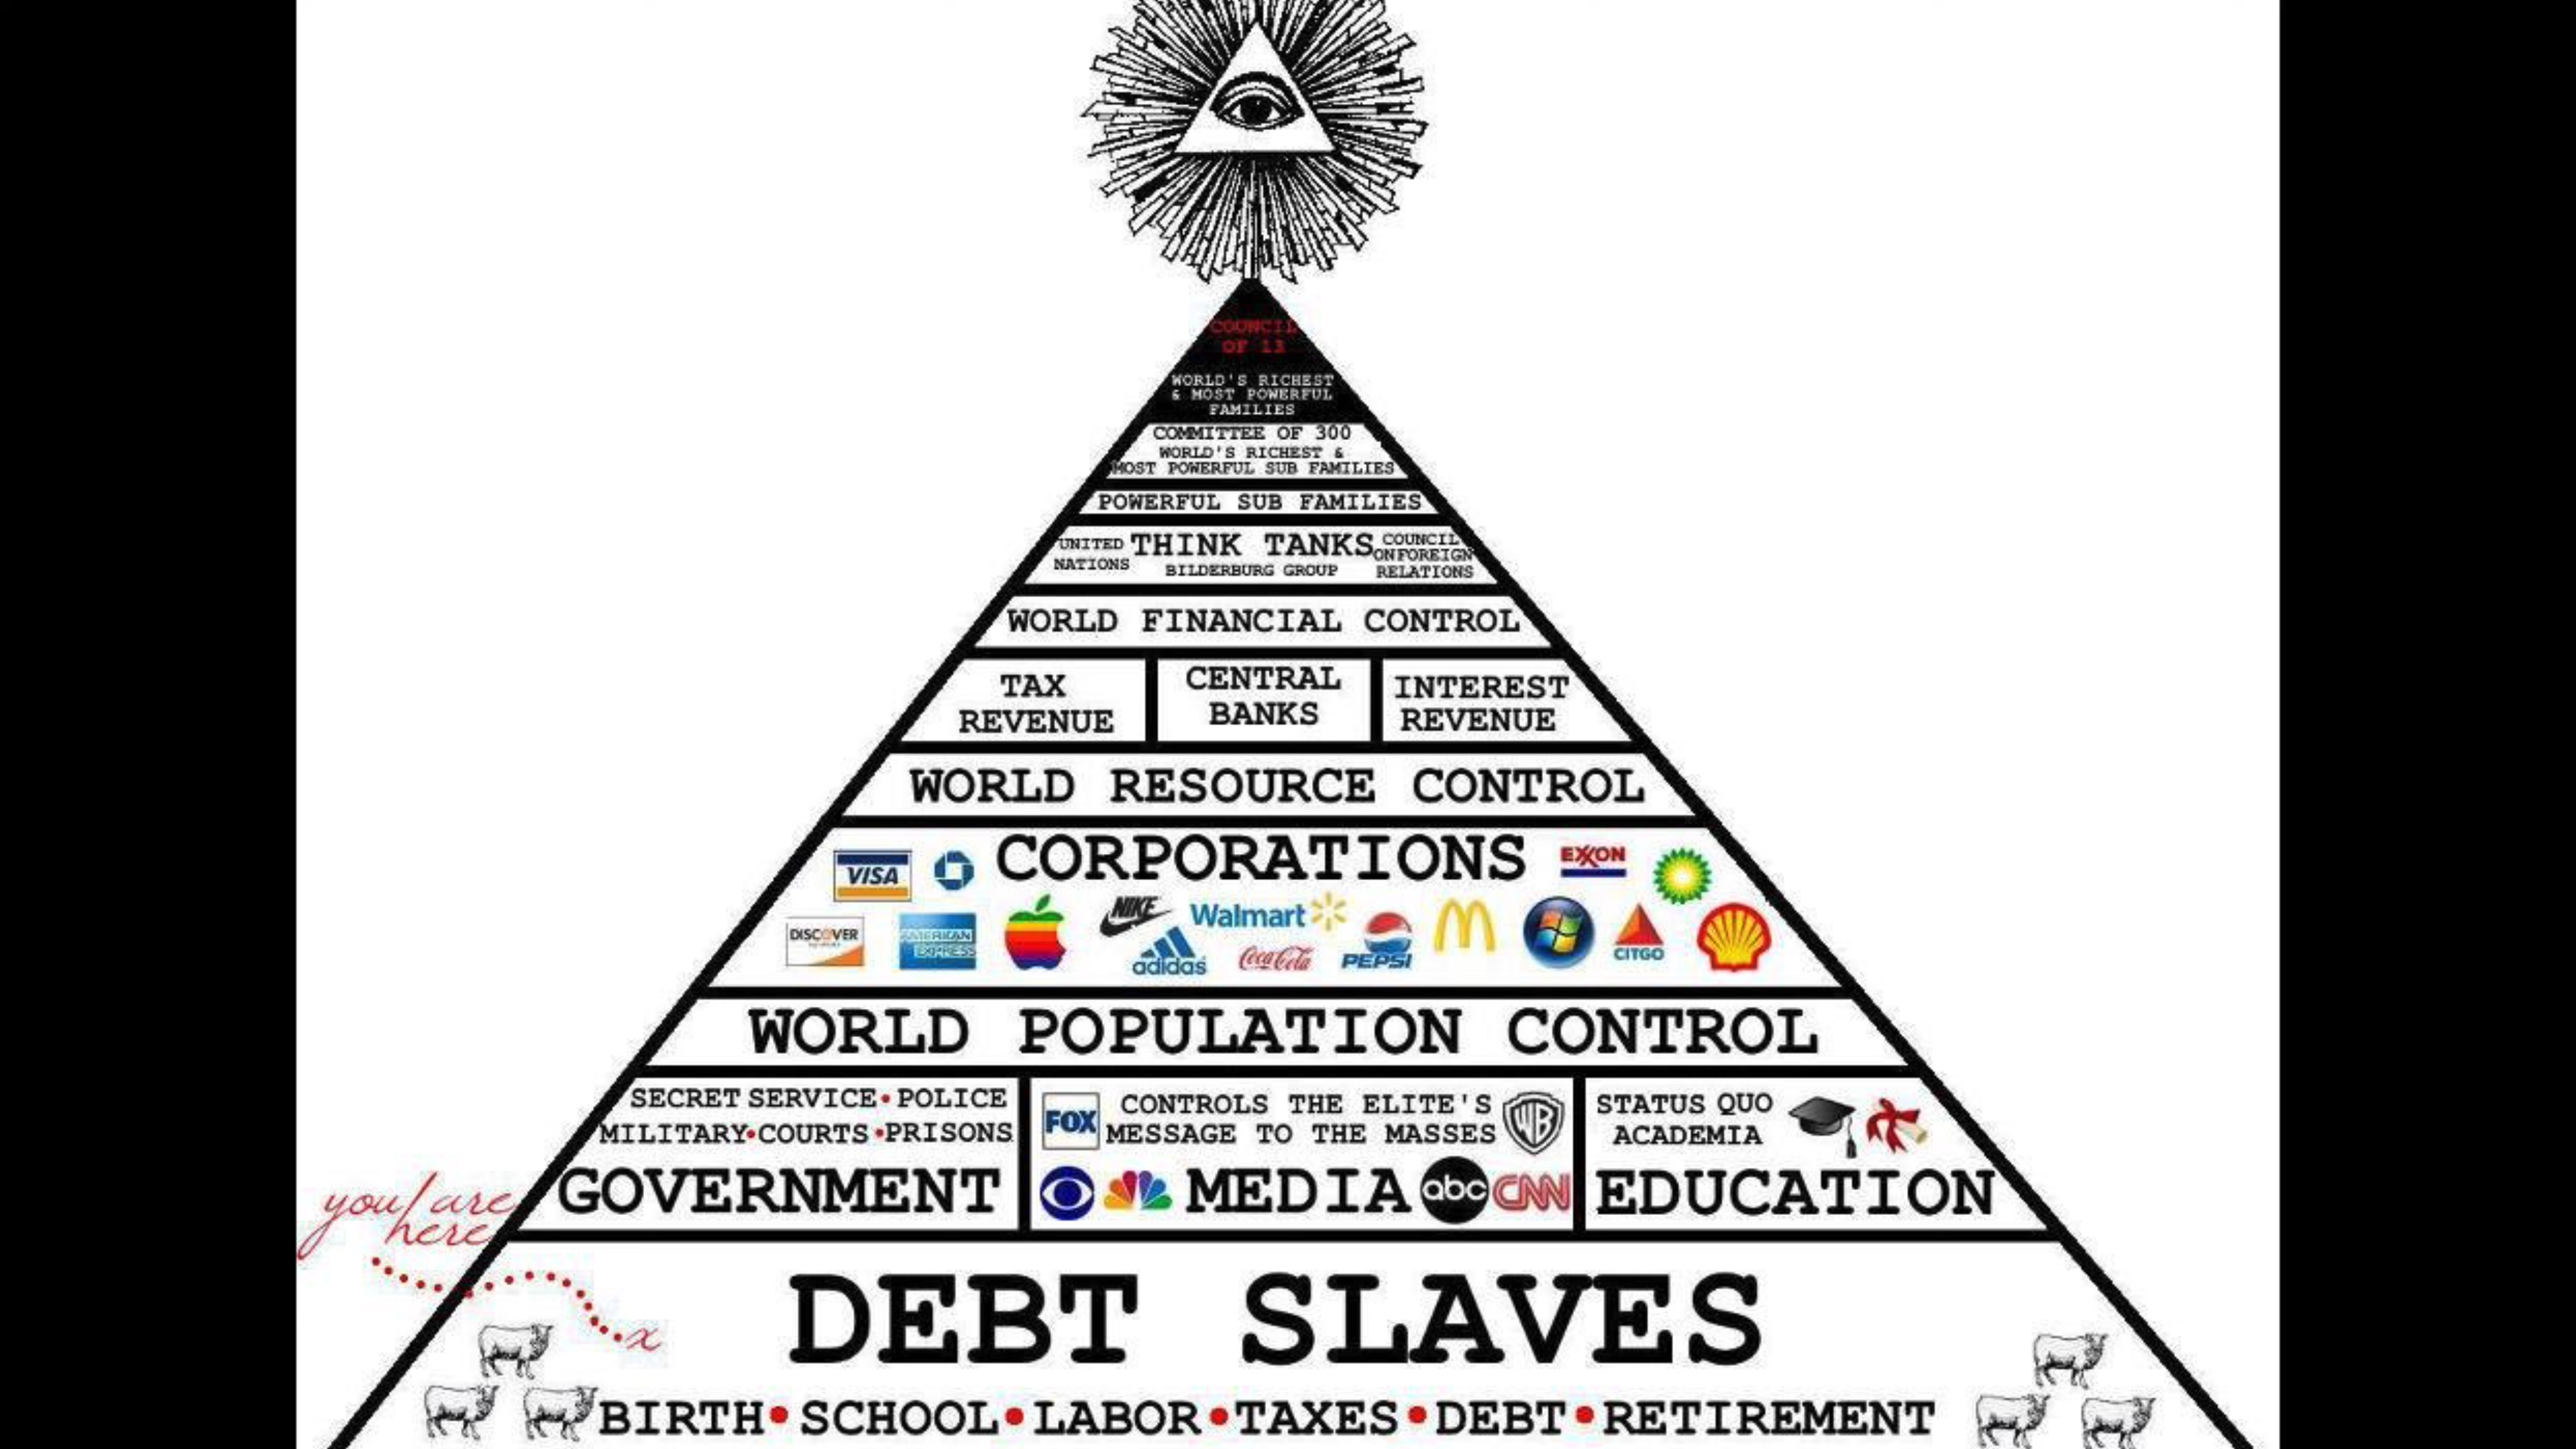 COUNCIL
OF 13
WORLD'S RICHEST
& MOST POWERFUL
FAMILIES
COMMITTEE OF 300
WORLD'S RICHEST &
MOST POWERFUL SUB FAMILIES
POWERFUL SUB FAMILIES
UNITED
NATIONS
THINK TANKS
BILDERBURG GROUP
COUNCIL
ON FOREIGN
RELATIONS
WORLD FINANCIAL CONTROL
TAX
REVENUE
CENTRAL
BANKS
INTEREST
REVENUE
WORLD RESOURCE CONTROL
CORPORATIONS
VISA
EXXON
DISCOVER
AMERICAN
EXPRESS
NIKE
adidas
Walmart
Coca Cola
PEPSI
CITGO
WORLD POPULATION CONTROL
SECRET SERVICE • POLICE
MILITARY • COURTS • PRISONS
GOVERNMENT
FOX
CONTROLS THE ELITE'S
MESSAGE TO THE MASSES
WB
MEDIA
abc
CNN
STATUS QUO
ACADEMIA
EDUCATION
you are
here
x
DEBT SLAVES
BIRTH • SCHOOL • LABOR • TAXES • DEBT • RETIREMENT